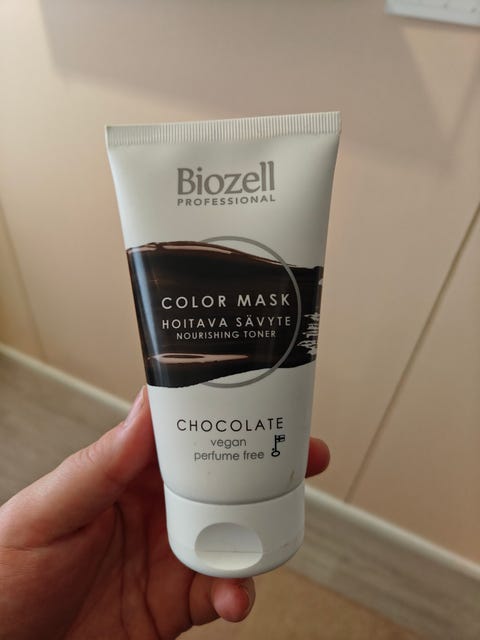 Biozell
PROFESSIONAL
COLOR MASK
HOITAVA SÄVYTE
NOURISHING TONER
CHOCOLATE
vegan
perfume free